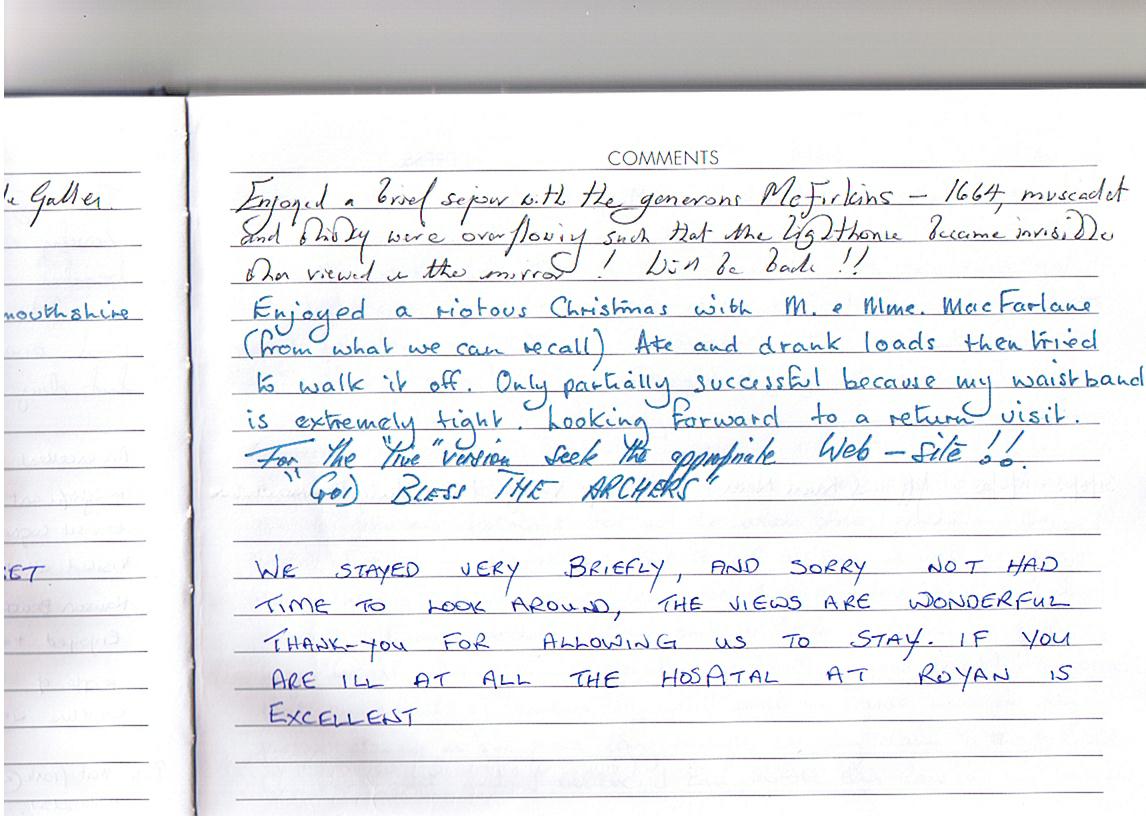 COMMENTS
Galler
Enjoyed a brief sejour with the generous McFirkins – 1664, muscadet
and whisky were overflowing such that the lighthouse became invisible
when viewed in the mirror! Will be back!!
mouthshire
Enjoyed a riotous Christmas with M. e Mme. MacFarlane
(from what we can recall) Ate and drank loads then tried
to walk it off. Only partially successful because my waistband
is extremely tight. Looking forward to a return visit.
For the "live" version seek the appropriate Web-site!!
"GOD BLESS THE ARCHERS"
ET
WE STAYED VERY BRIEFLY, AND SORRY NOT HAD
TIME TO LOOK AROUND, THE VIEWS ARE WONDERFUL
THANK-YOU FOR ALLOWING US TO STAY. IF YOU
ARE ILL AT ALL THE HOSPITAL AT ROYAN IS
EXCELLENT